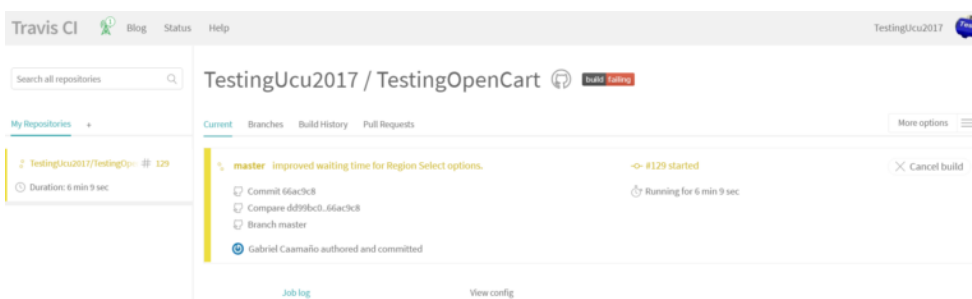 Travis CI Blog Status Help TestingUcu2017
Search all repositories
TestingUcu2017 / TestingOpenCart build failing
My Repositories +
Current Branches Build History Pull Requests More options
TestingUcu2017/TestingOp # 129
Duration: 6 min 9 sec
master improved waiting time for Region Select options.
Commit 66ac9c8
Compare dd99bc0..66ac9c8
Branch master
Gabriel Caamaño authored and committed
#129 started
Running for 6 min 9 sec
Cancel build
Job log View config